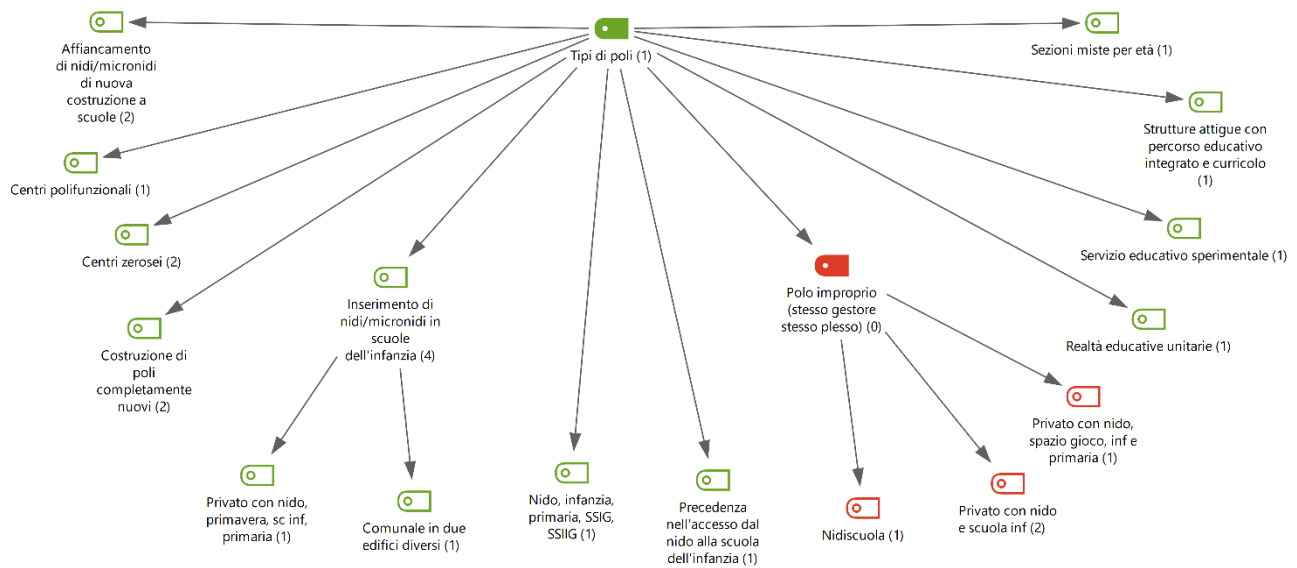 Affiancamento
di nidi/micronidi
di nuova
costruzione a
scuole (2)
Tipi di poli (1)
Sezioni miste per età (1)
Strutture attigue con
percorso educativo
integrato e curricolo
(1)
Centri polifunzionali (1)
Centri zerosei (2)
Servizio educativo sperimentale (1)
Inserimento di
nidi/micronidi in
scuole
dell'infanzia (4)
Polo improprio
(stesso gestore
stesso plesso) (0)
Costruzione di
poli
completamente
nuovi (2)
Realtà educative unitarie (1)
Privato con nido,
spazio gioco, inf e
primaria
(1)
Privato con nido,
primavera, sc inf,
primaria (1)
Comunale in due
edifici diversi (1)
Nido, infanzia,
primaria, SSIG,
SSIIG (1)
Precedenza
nell'accesso dal
nido alla scuola
dell'infanzia (1)
Nidiscuola (1)
Privato con nido
e scuola inf (2)